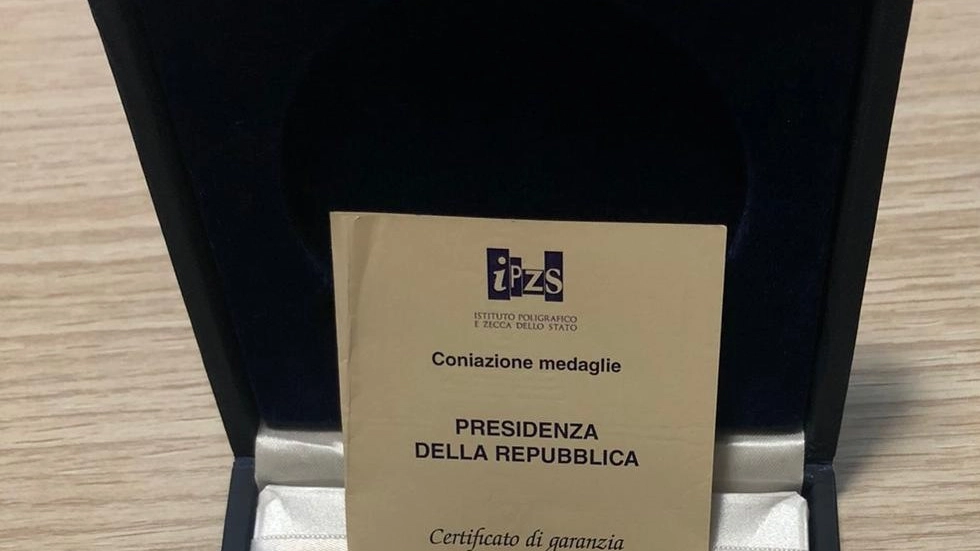 iPZS
ISTITUTO POLIGRAFICO
E ZECCA DELLO STATO
Coniazione medaglie
PRESIDENZA
DELLA REPUBBLICA
Certificato di garanzia